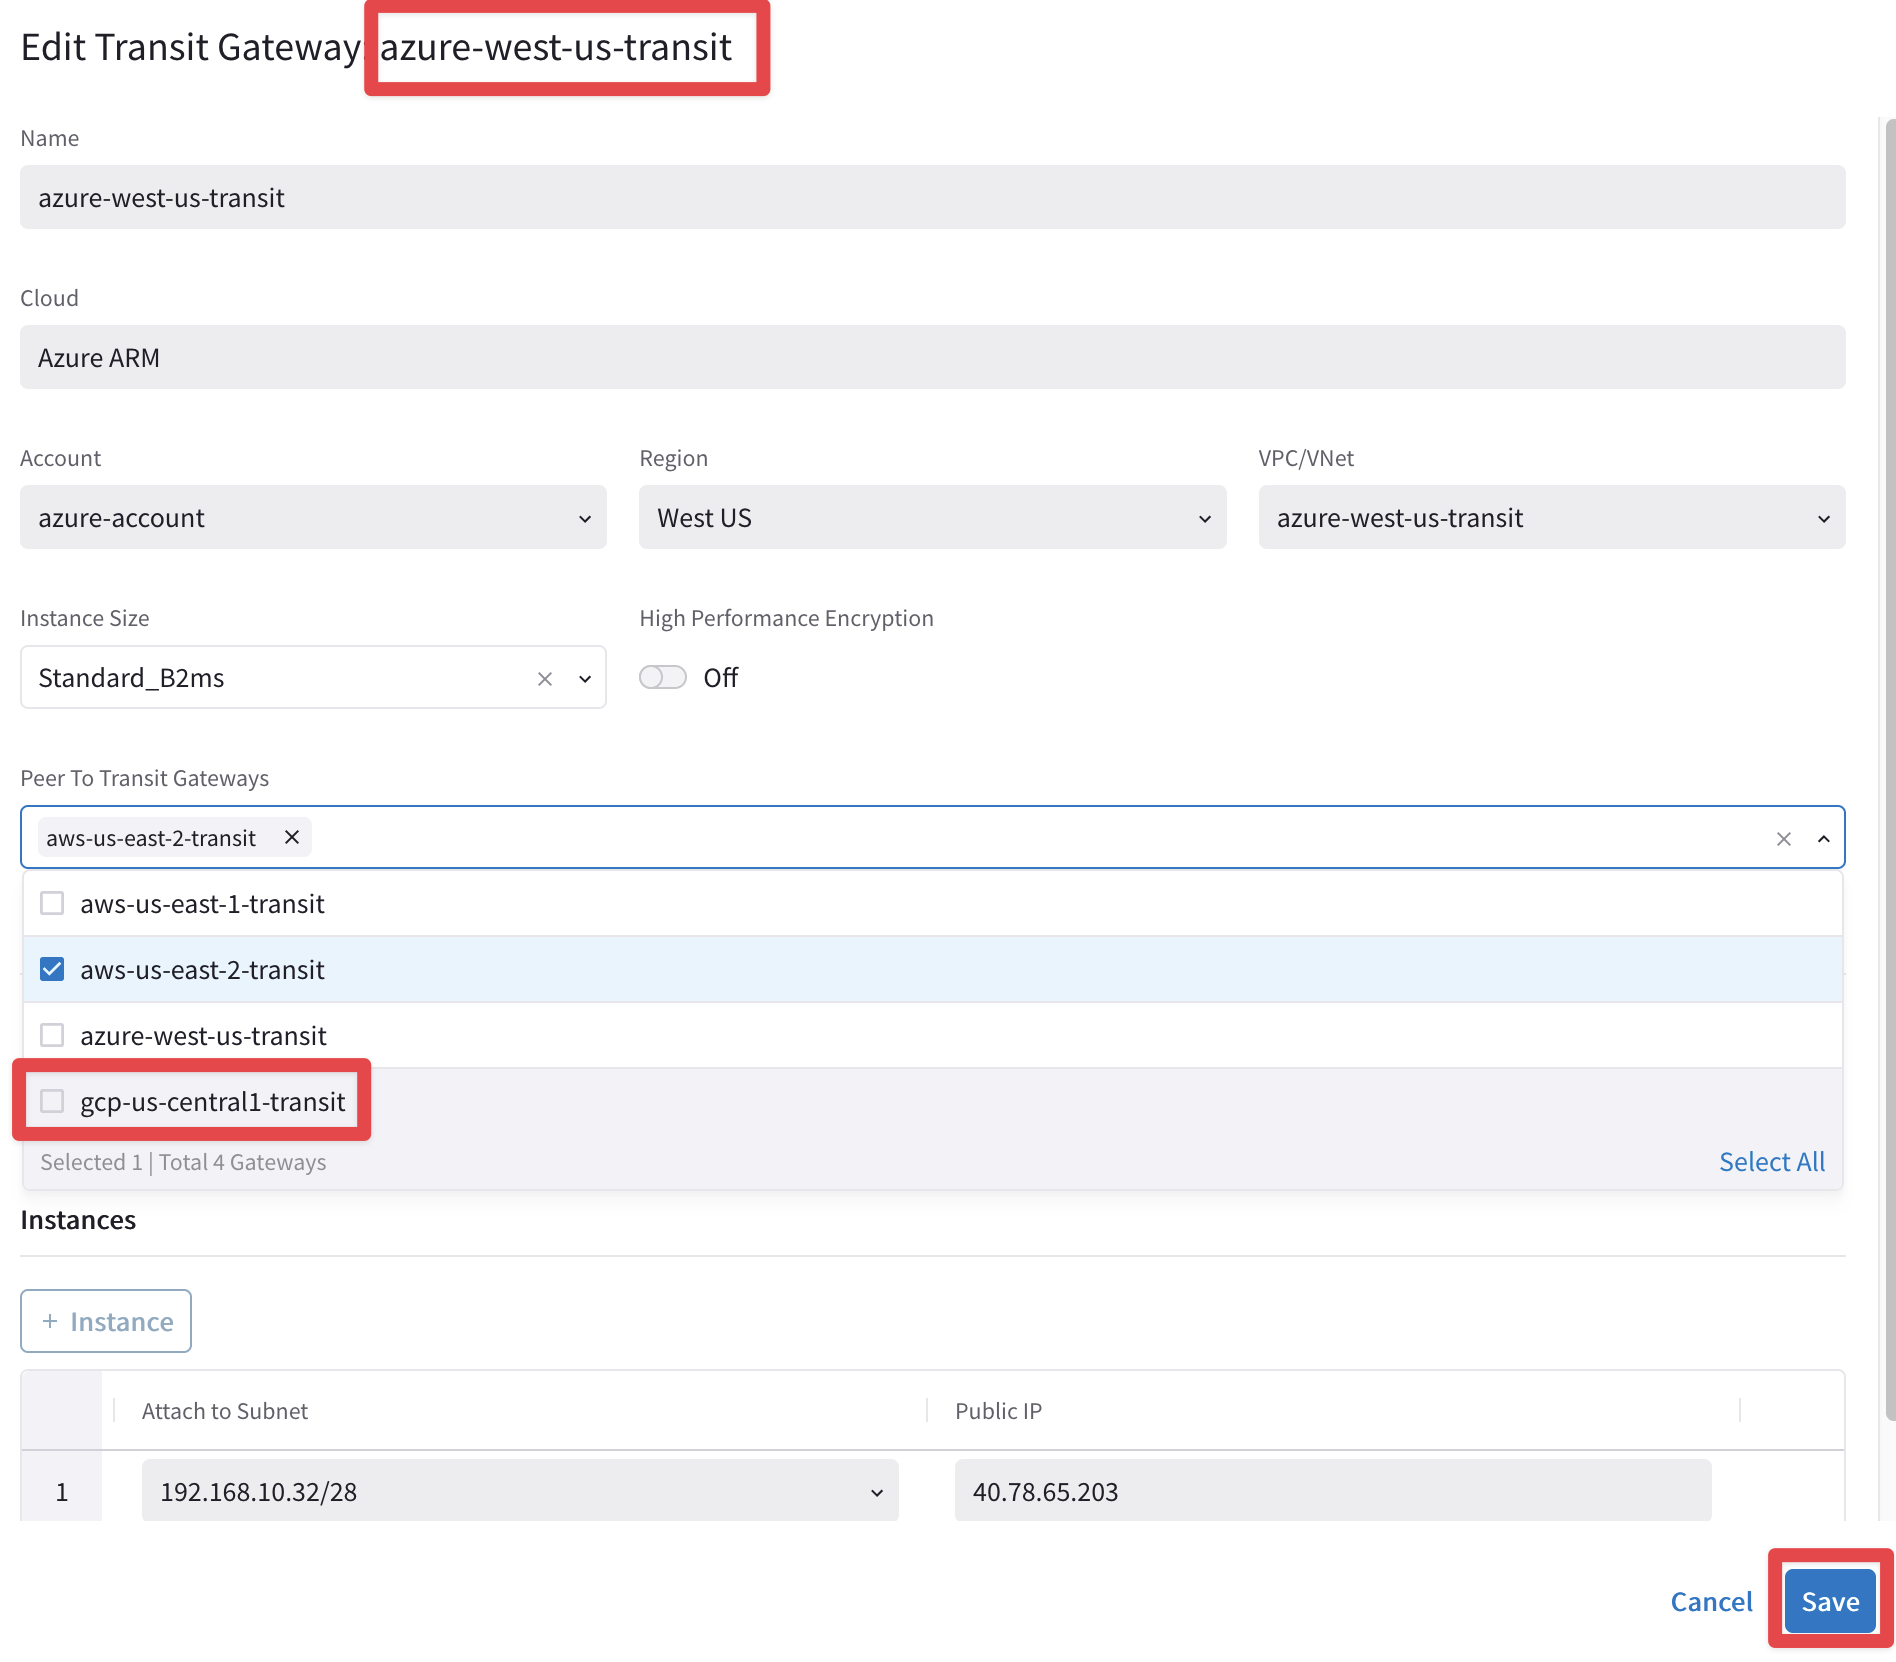 Edit Transit Gateway: azure-west-us-transit
Name
azure-west-us-transit
Cloud
Azure ARM
Account Region VPC/VNet
azure-account West US azure-west-us-transit
Instance Size High Performance Encryption
Standard_B2ms Off
Peer To Transit Gateways
aws-us-east-2-transit
aws-us-east-1-transit
aws-us-east-2-transit
azure-west-us-transit
gcp-us-central1-transit
Selected 1 | Total 4 Gateways Select All
Instances
+ Instance
Attach to Subnet Public IP
1 192.168.10.32/28 40.78.65.203
Cancel Save